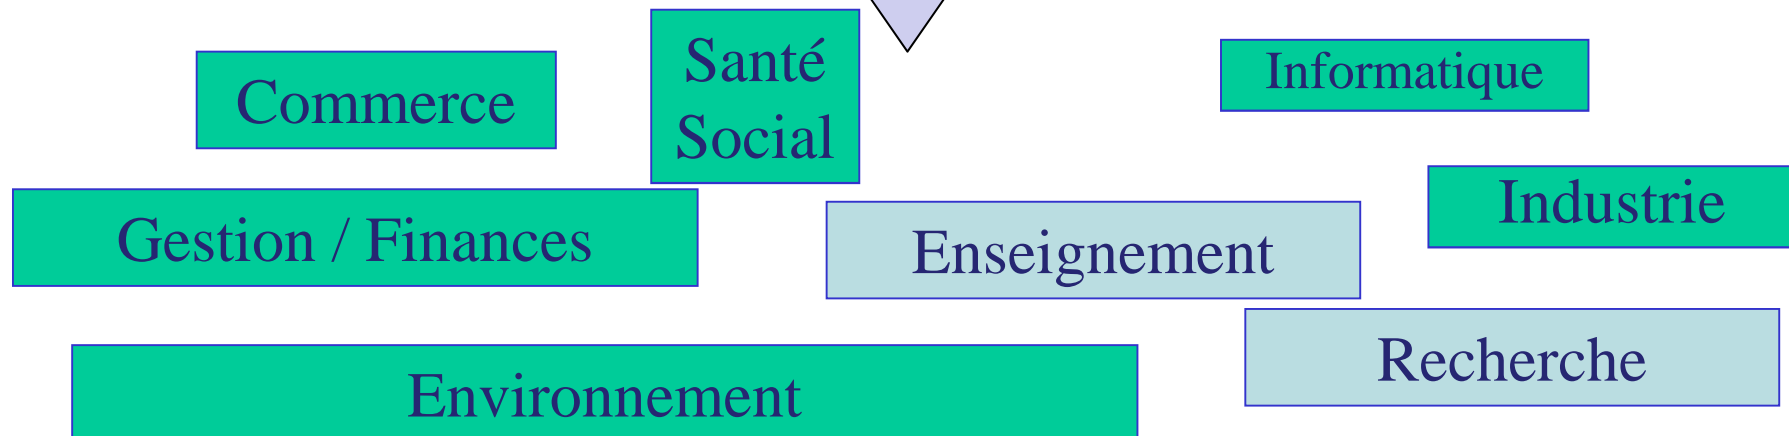 Santé
Social
Informatique
Commerce
Industrie
Gestion / Finances
Enseignement
Recherche
Environnement